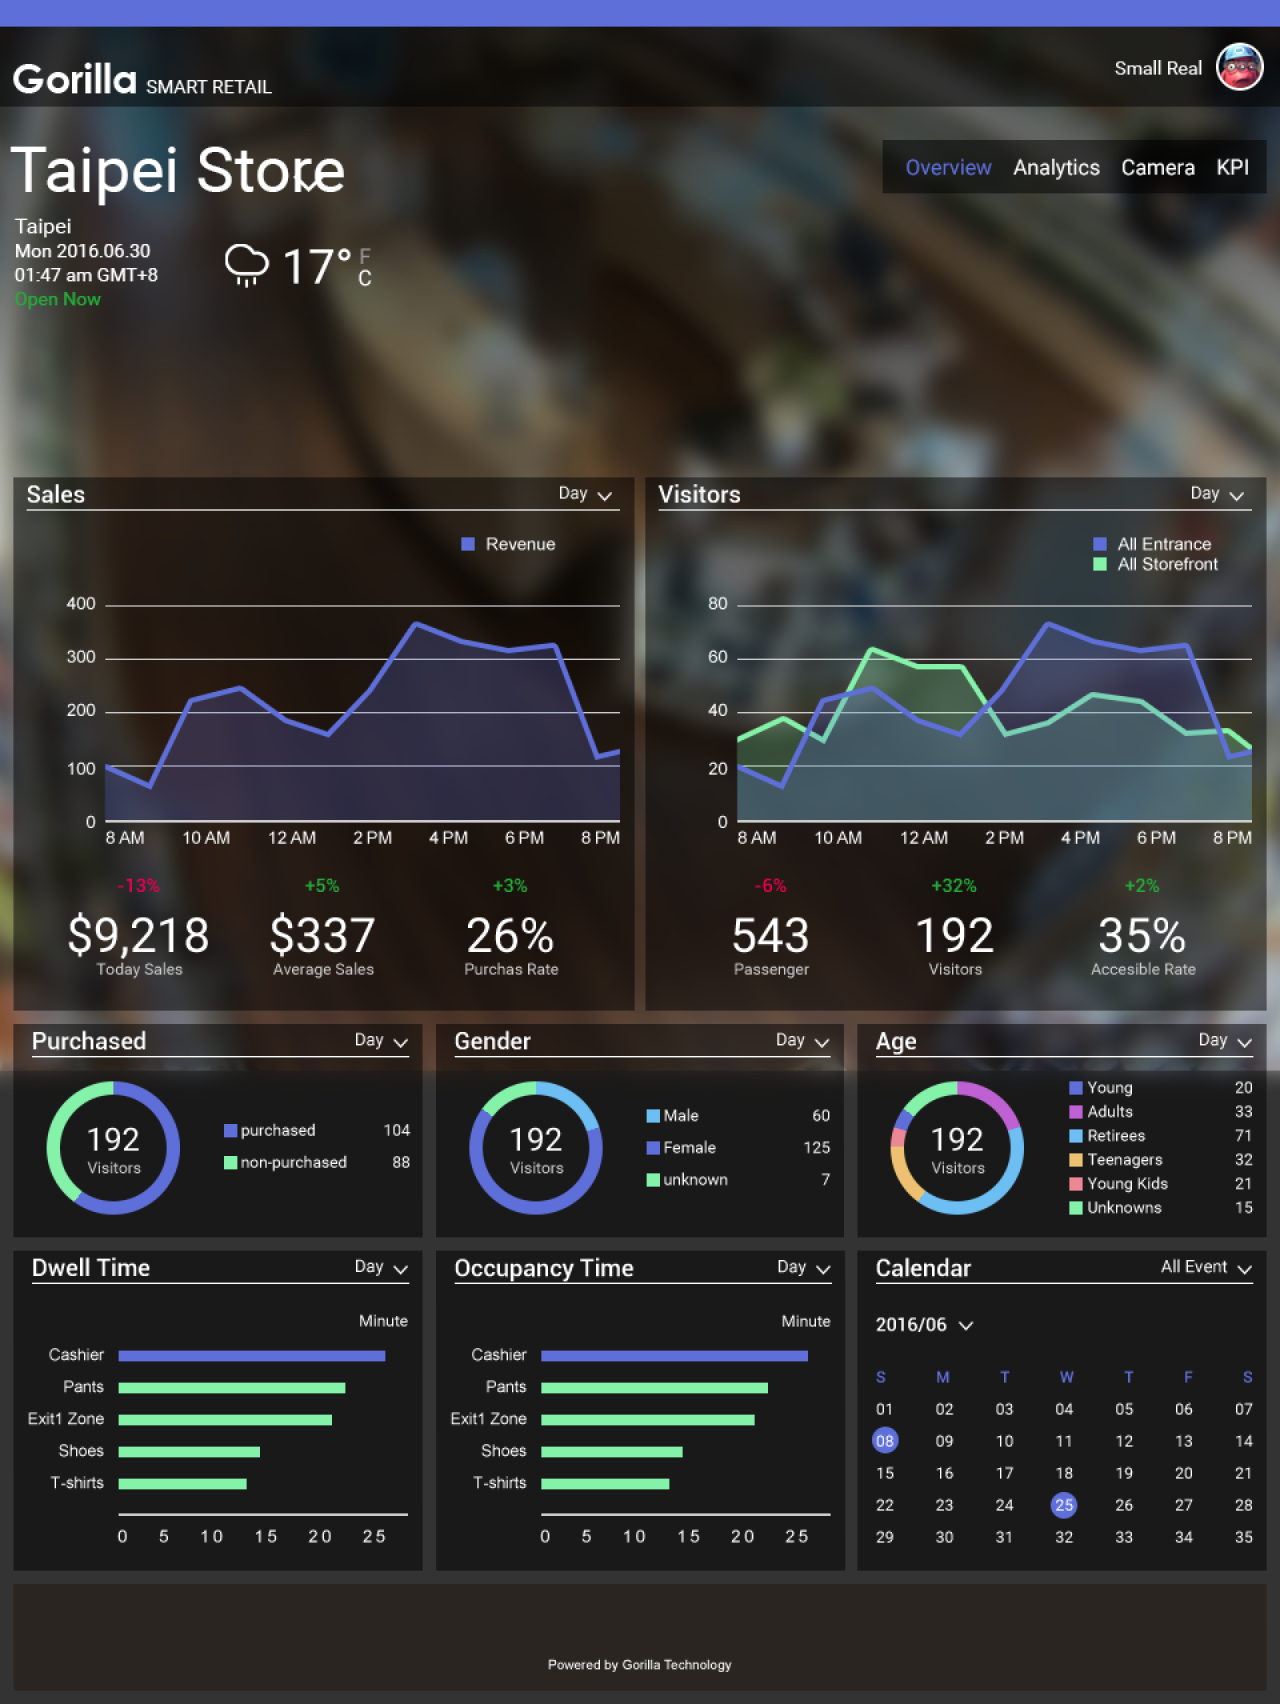 Gorilla SMART RETAIL
Small Real
Taipei Store
Overview Analytics Camera KPI
Taipei
Mon 2016.06.30
01:47 am GMT+8
Open Now
17° F
C
Sales
Day
Revenue
400
300
200
100
0
8 AM 10 AM 12 AM 2 PM 4 PM 6 PM 8 PM
-13% +5% +3%
$9,218 $337 26%
Today Sales Average Sales Purchas Rate
Visitors
Day
All Entrance
All Storefront
80
60
40
20
0
8 AM 10 AM 12 AM 2 PM 4 PM 6 PM 8 PM
-6% +32% +2%
543 192 35%
Passenger Visitors Accesible Rate
Purchased
Day
192
Visitors
purchased 104
non-purchased 88
Gender
Day
192
Visitors
Male 60
Female 125
unknown 7
Age
Day
192
Visitors
Young 20
Adults 33
Retirees 71
Teenagers 32
Young Kids 21
Unknowns 15
Dwell Time
Day
Minute
Cashier
Pants
Exit1 Zone
Shoes
T-shirts
0 5 10 15 20 25
Occupancy Time
Day
Minute
Cashier
Pants
Exit1 Zone
Shoes
T-shirts
0 5 10 15 20 25
Calendar
All Event
2016/06
S M T W T F S
01 02 03 04 05 06 07
08 09 10 11 12 13 14
15 16 17 18 19 20 21
22 23 24 25 26 27 28
29 30 31 32 33 34 35
Powered by Gorilla Technology